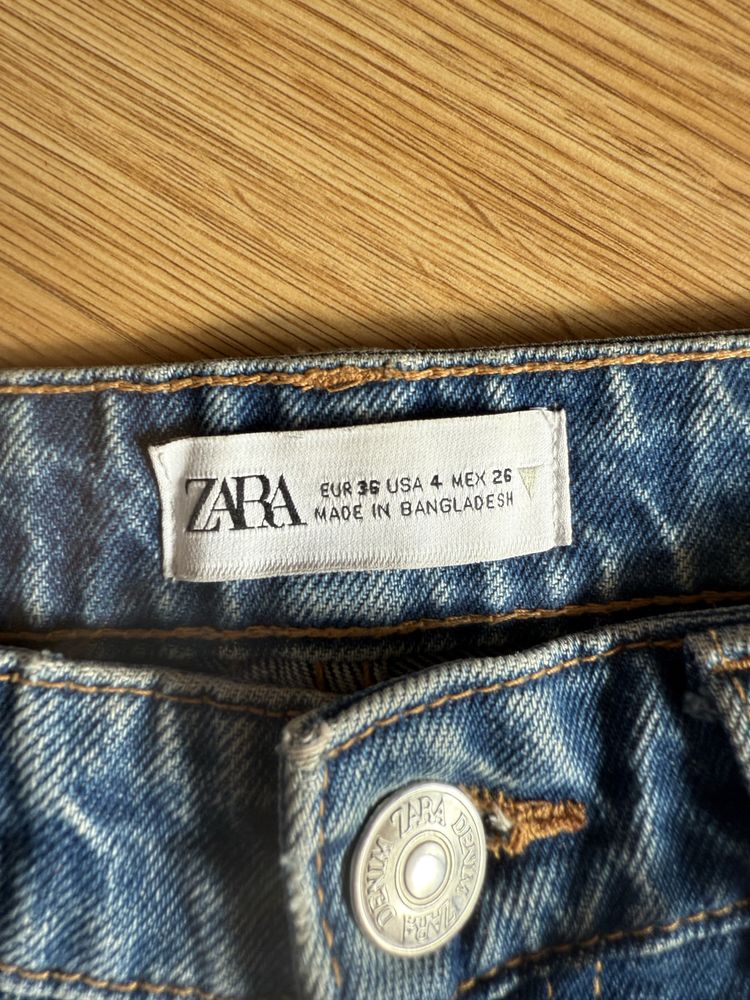 ZARA
EUR 36 USA 4 MEX 26
MADE IN BANGLADESH
ZARA DENIM ZARA DENIM